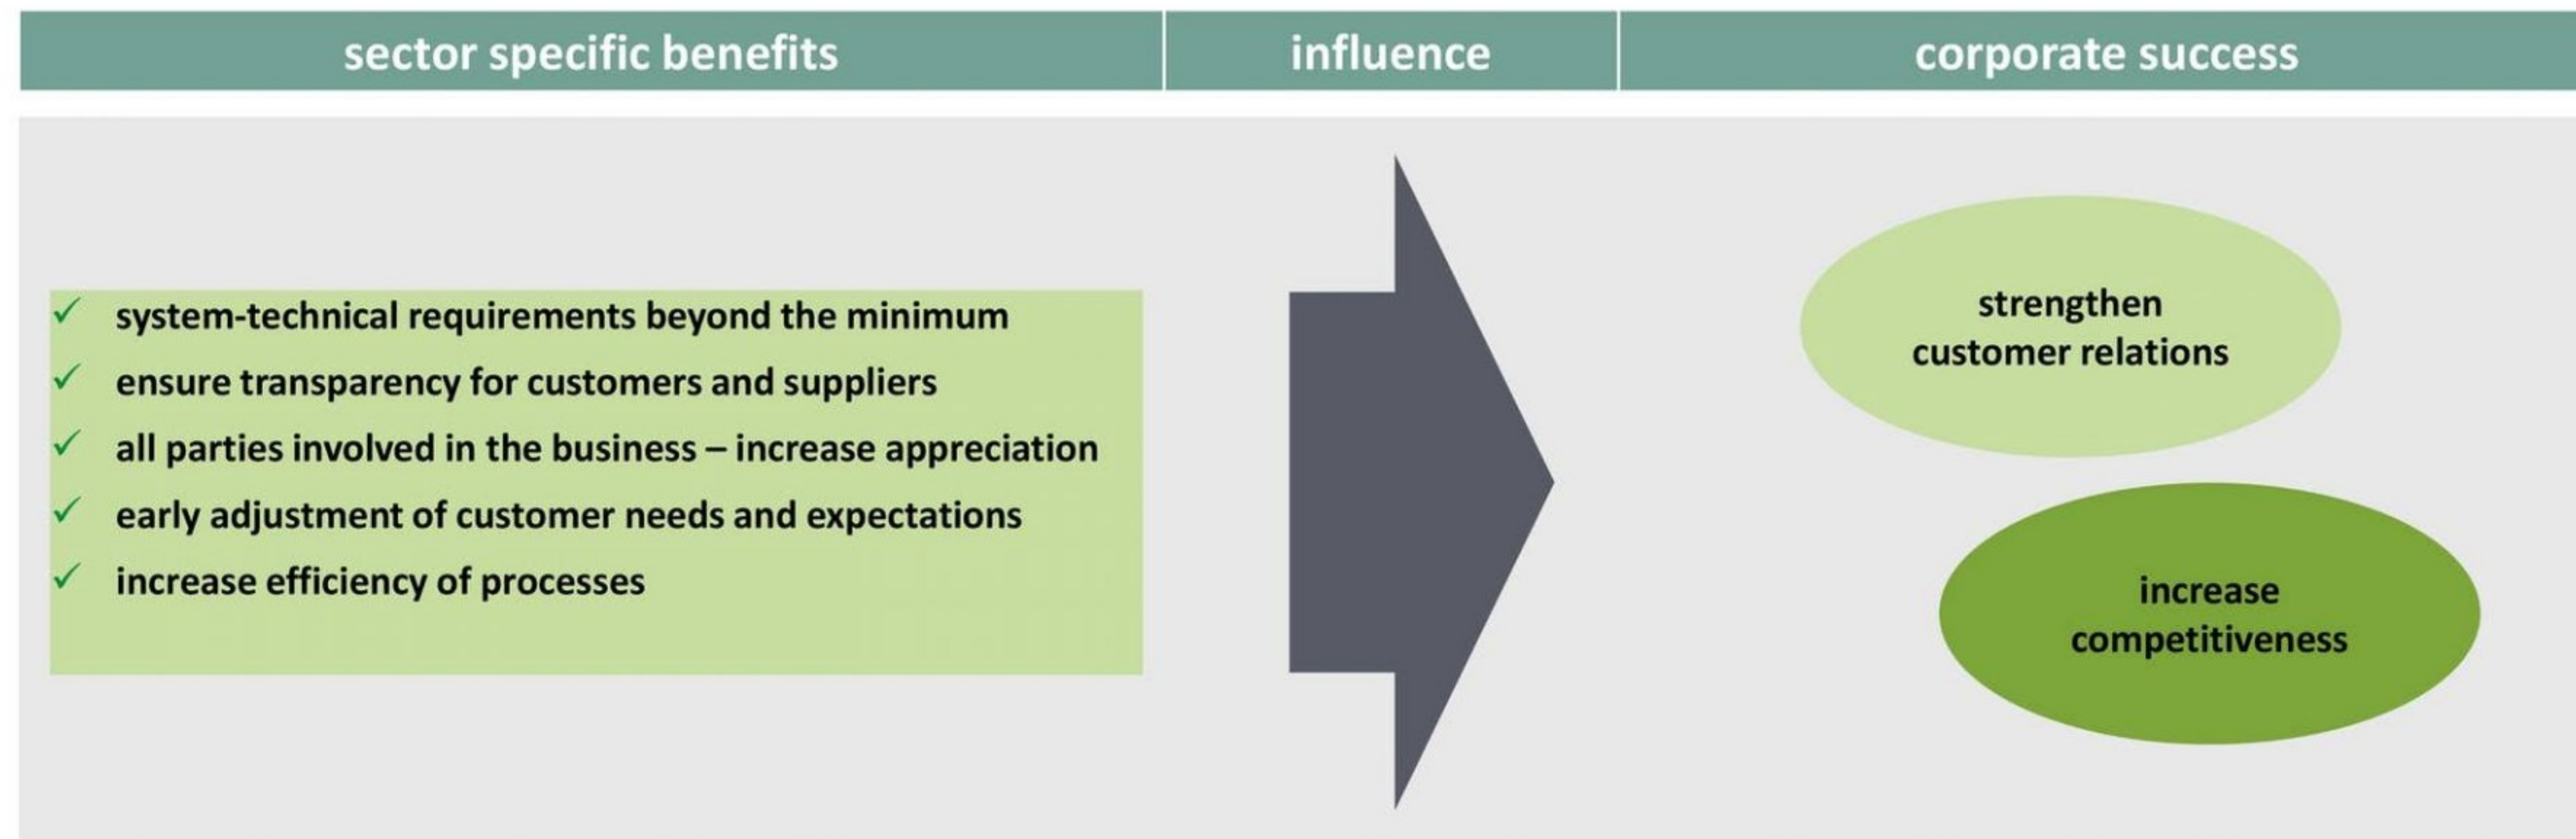 sector specific benefits
influence
corporate success
system-technical requirements beyond the minimum
ensure transparency for customers and suppliers
all parties involved in the business – increase appreciation
early adjustment of customer needs and expectations
increase efficiency of processes
strengthen
customer relations
increase
competitiveness